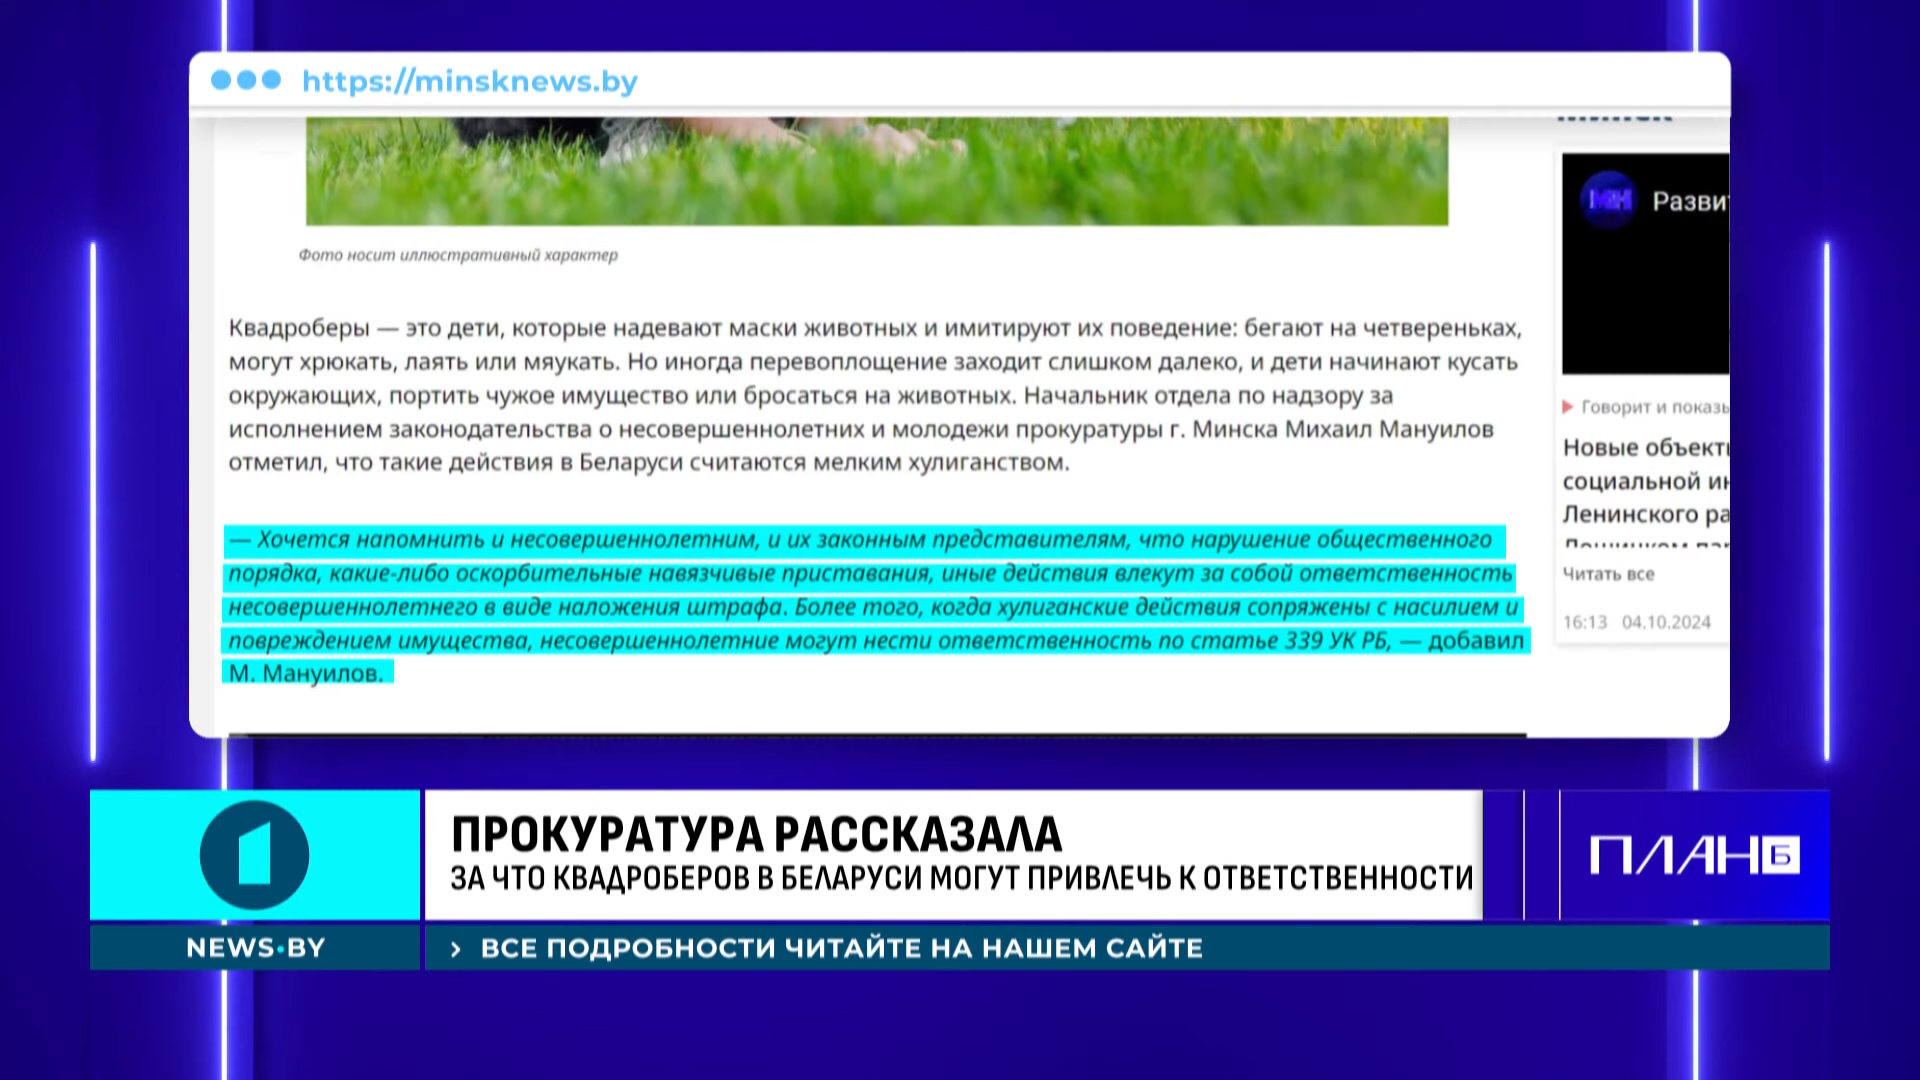 https://minsknews.by
Фото носит иллюстративный характер
Квадроберы — это дети, которые надевают маски животных и имитируют их поведение: бегают на четвереньках,
могут хрюкать, лаять или мяукать. Но иногда перевоплощение заходит слишком далеко, и дети начинают кусать
окружающих, портить чужое имущество или бросаться на животных. Начальник отдела по надзору за
исполнением законодательства о несовершеннолетних и молодежи прокуратуры г. Минска Михаил Мануилов
отметил, что такие действия в Беларуси считаются мелким хулиганством.
— Хочется напомнить и несовершеннолетним, и их законным представителям, что нарушение общественного
порядка, какие-либо оскорбительные навязчивые приставания, иные действия влекут за собой ответственность
несовершеннолетнего в виде наложения штрафа. Более того, когда хулиганские действия сопряжены с насилием и
повреждением имущества, несовершеннолетние могут нести ответственность по статье 339 УК РБ, — добавил
М. Мануилов.
Разви
Говорит и показы
Новые объекты
социальной ин
Ленинского ра
Читать все
16:13 04.10.2024
ПРОКУРАТУРА РАССКАЗАЛА
ЗА ЧТО КВАДРОБЕРОВ В БЕЛАРУСИ МОГУТ ПРИВЛЕЧЬ К ОТВЕТСТВЕННОСТИ
ПЛАН Б
NEWS•BY
› ВСЕ ПОДРОБНОСТИ ЧИТАЙТЕ НА НАШЕМ САЙТЕ